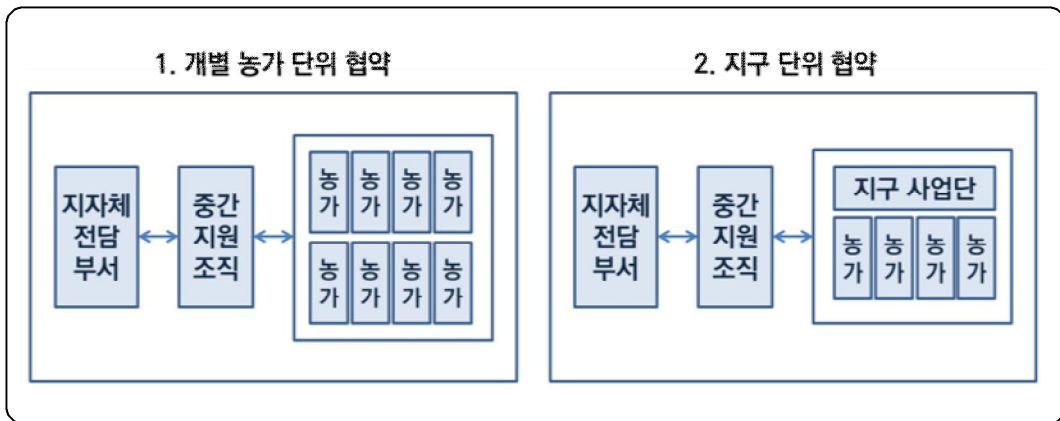 1. 개별 농가 단위 협약
지자체
전담
부서
중간
지원
조직
농
가
농
가
농
가
농
가
농
가
농
가
농
가
농
가
2. 지구 단위 협약
지자체
전담
부서
중간
지원
조직
지구 사업단
농
가
농
가
농
가
농
가